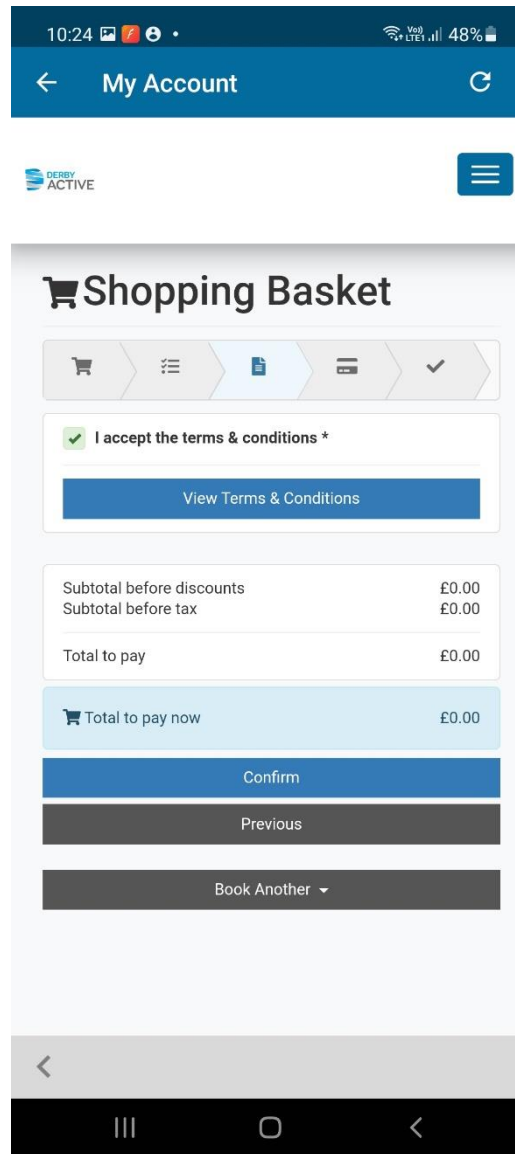 10:24
Vo)) LTE1 48%
My Account
DERBY
ACTIVE
Shopping Basket
I accept the terms & conditions *
View Terms & Conditions
Subtotal before discounts £0.00
Subtotal before tax £0.00
Total to pay £0.00
Total to pay now £0.00
Confirm
Previous
Book Another